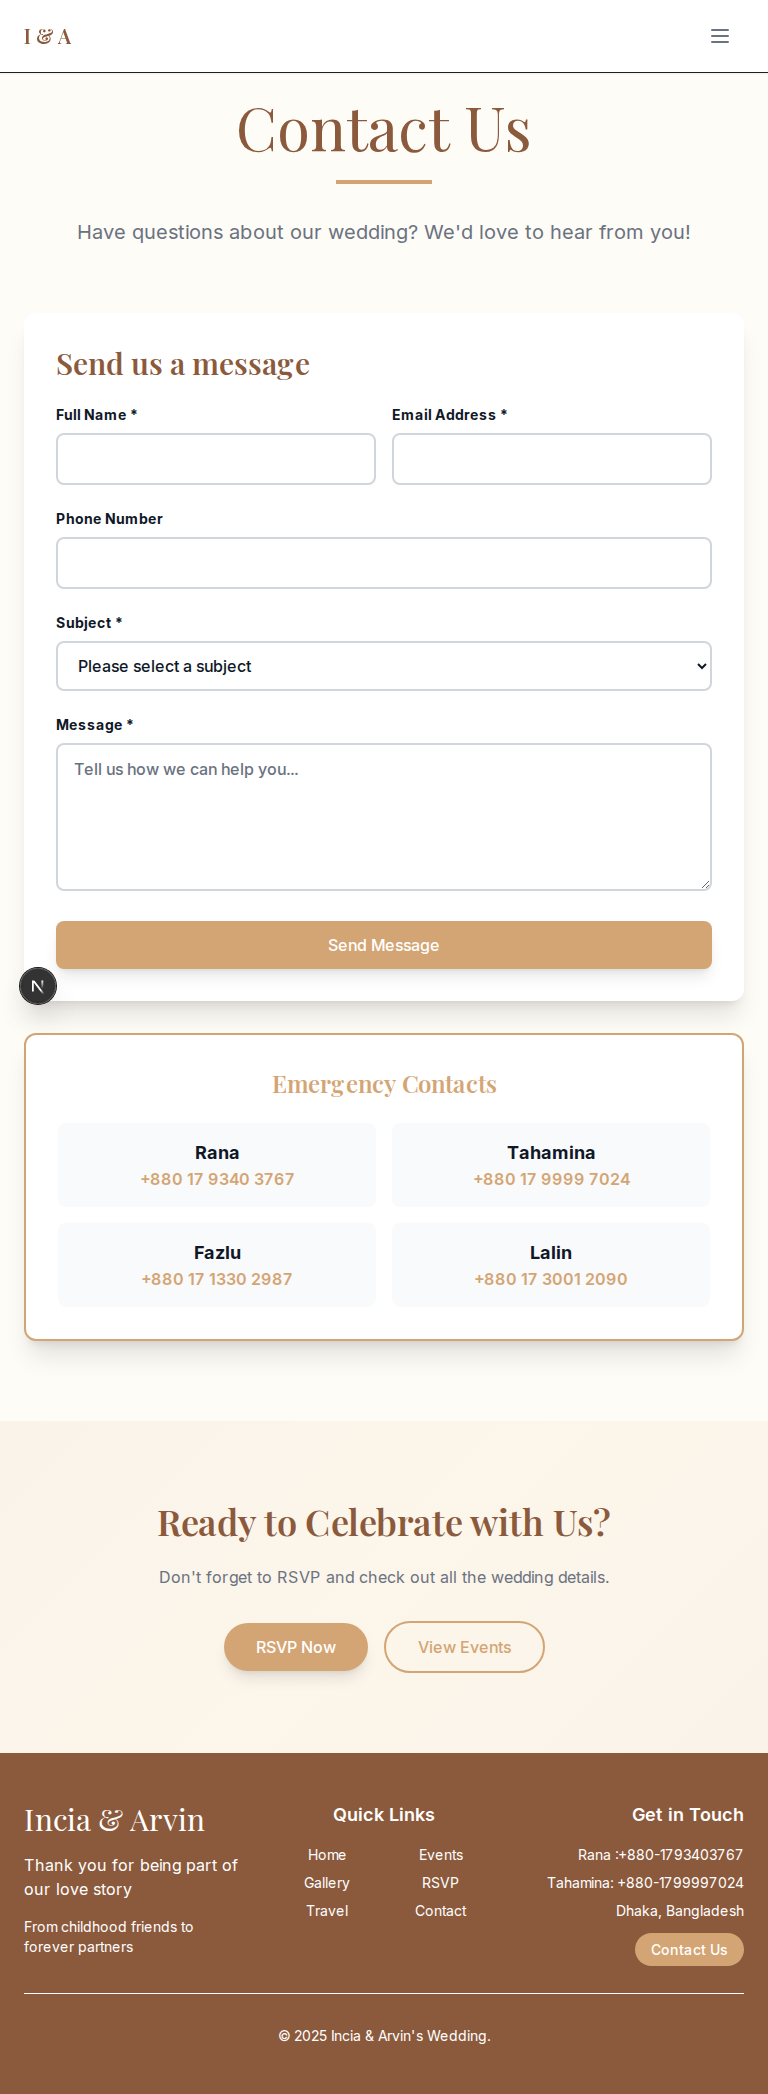 I & A
Contact Us
Have questions about our wedding? We'd love to hear from you!
Send us a message
Full Name *
Email Address *
Phone Number
Subject *
Please select a subject
Message *
Tell us how we can help you...
Send Message
N
Emergency Contacts
Rana
+880 17 9340 3767
Tahamina
+880 17 9999 7024
Fazlu
+880 17 1330 2987
Lalin
+880 17 3001 2090
Ready to Celebrate with Us?
Don't forget to RSVP and check out all the wedding details.
RSVP Now
View Events
Incia & Arvin
Thank you for being part of
our love story
From childhood friends to
forever partners
Quick Links
Home
Events
Gallery
RSVP
Travel
Contact
Get in Touch
Rana :+880-1793403767
Tahamina: +880-1799997024
Dhaka, Bangladesh
Contact Us
© 2025 Incia & Arvin's Wedding.